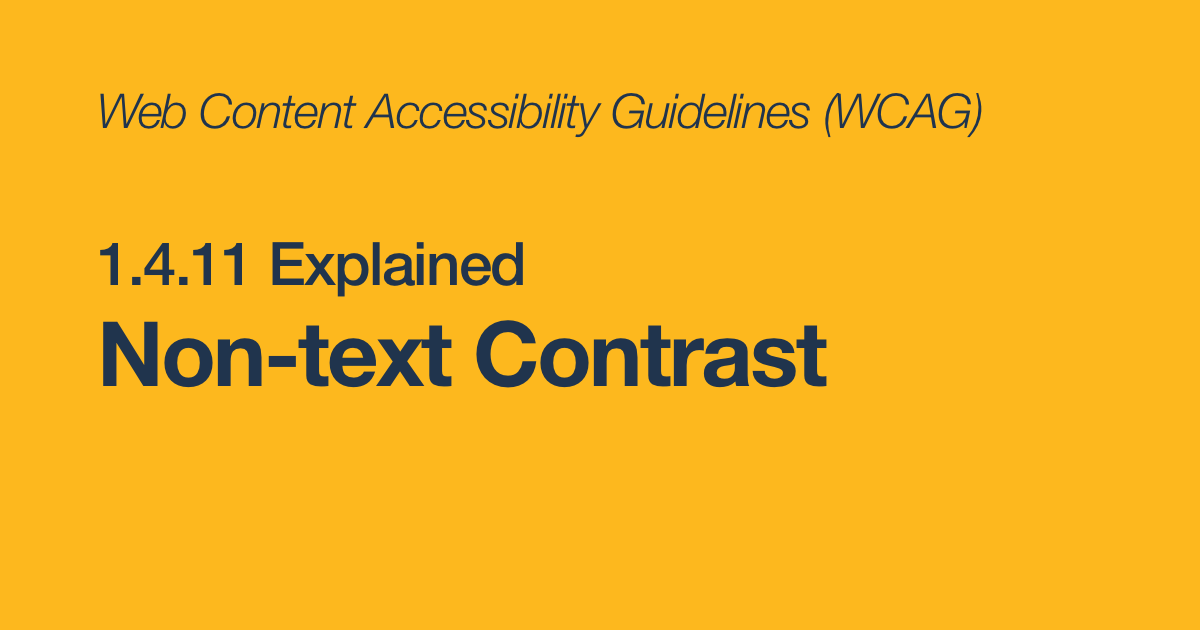 Web Content Accessibility Guidelines (WCAG)
1.4.11 Explained
Non-text Contrast